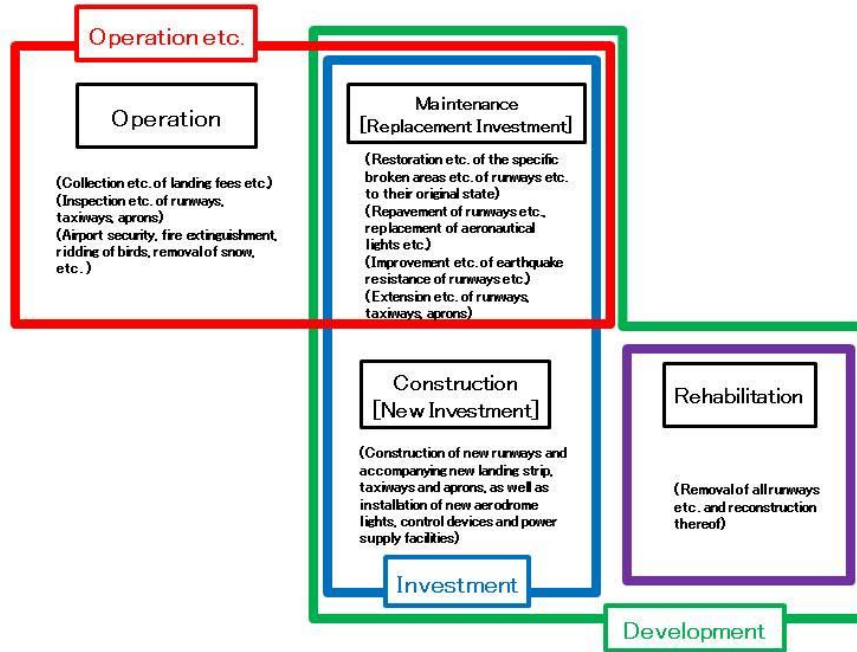 Operation etc.
Operation
(Collection etc. of landing fees etc.)
(Inspection etc. of runways,
taxiways, aprons)
(Airport security, fire extinguishment,
ridding of birds, removal of snow,
etc.)
Maintenance
[Replacement Investment]
(Restoration etc. of the specific
broken areas etc. of runways etc.
to their original state)
(Repavement of runways etc.,
replacement of aeronautical
lights etc.)
(Improvement etc. of earthquake
resistance of runways etc.)
(Extension etc. of runways,
taxiways, aprons)
Construction
[New Investment]
(Construction of new runways and
accompanying new landing strip,
taxiways and aprons, as well as
installation of new aerodrome
lights, control devices and power
supply facilities)
Rehabilitation
(Removal of all runways
etc. and reconstruction
thereof)
Investment
Development